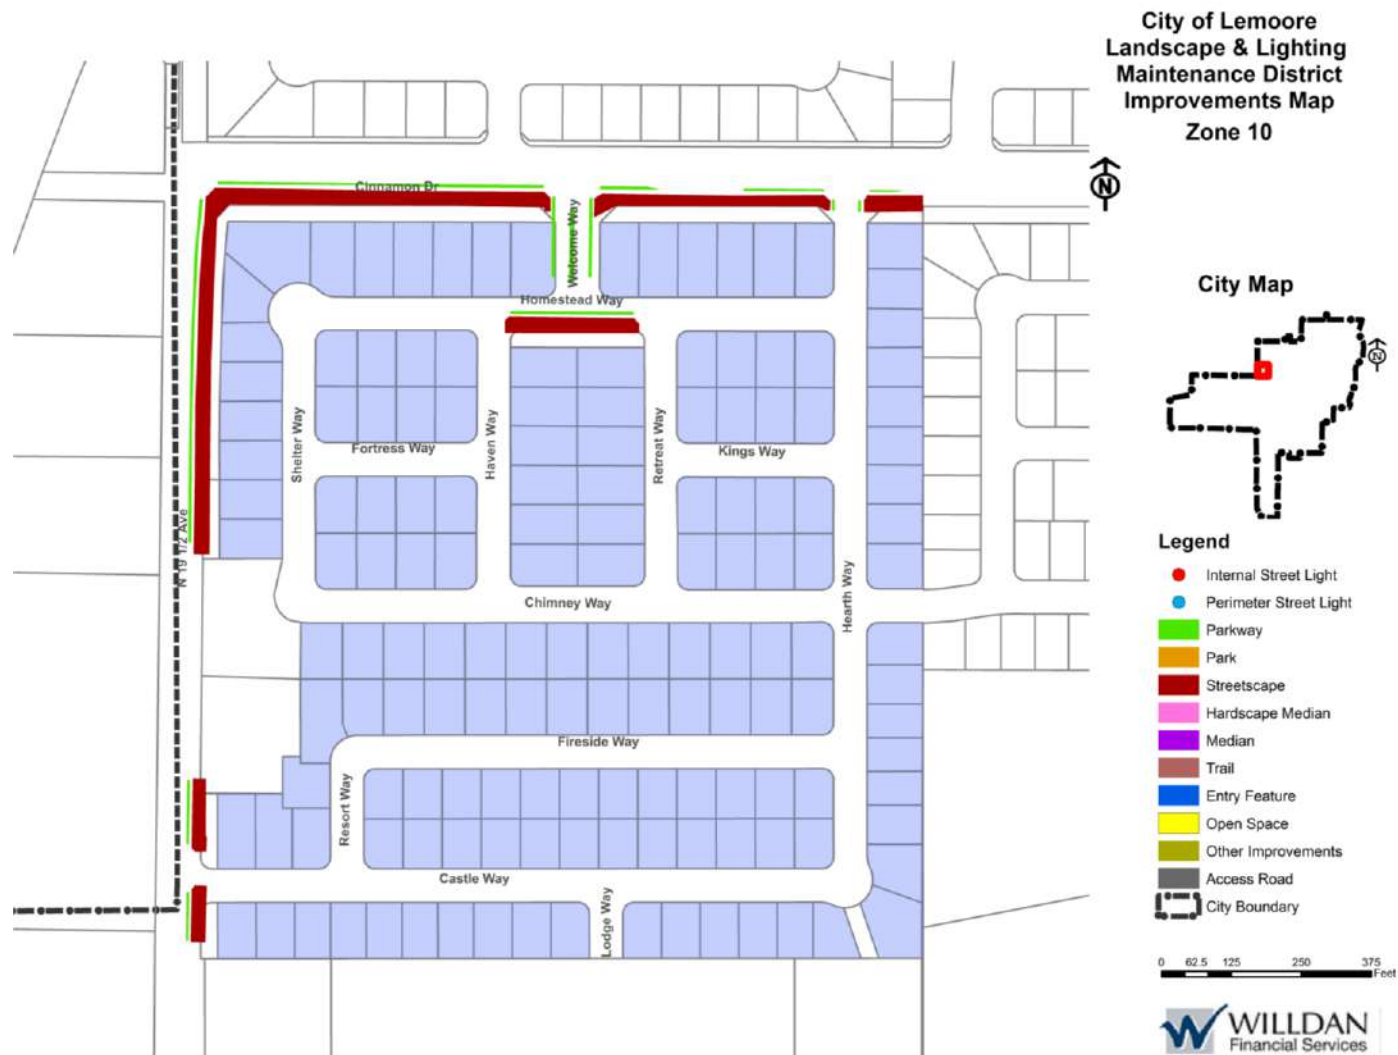 City of Lemoore
Landscape & Lighting
Maintenance District
Improvements Map
Zone 10
N
Cinnamon Dr
Welcome Way
Homestead Way
Shelter Way
Fortress Way
Haven Way
Retreat Way
Kings Way
N 19 1/2 Ave
Chimney Way
Hearth Way
Fireside Way
Resort Way
Castle Way
Lodge Way
City Map
N
Legend
Internal Street Light
Perimeter Street Light
Parkway
Park
Streetscape
Hardscape Median
Median
Trail
Entry Feature
Open Space
Other Improvements
Access Road
City Boundary
0 62.5 125 250 375
Feet
WILLDAN
Financial Services